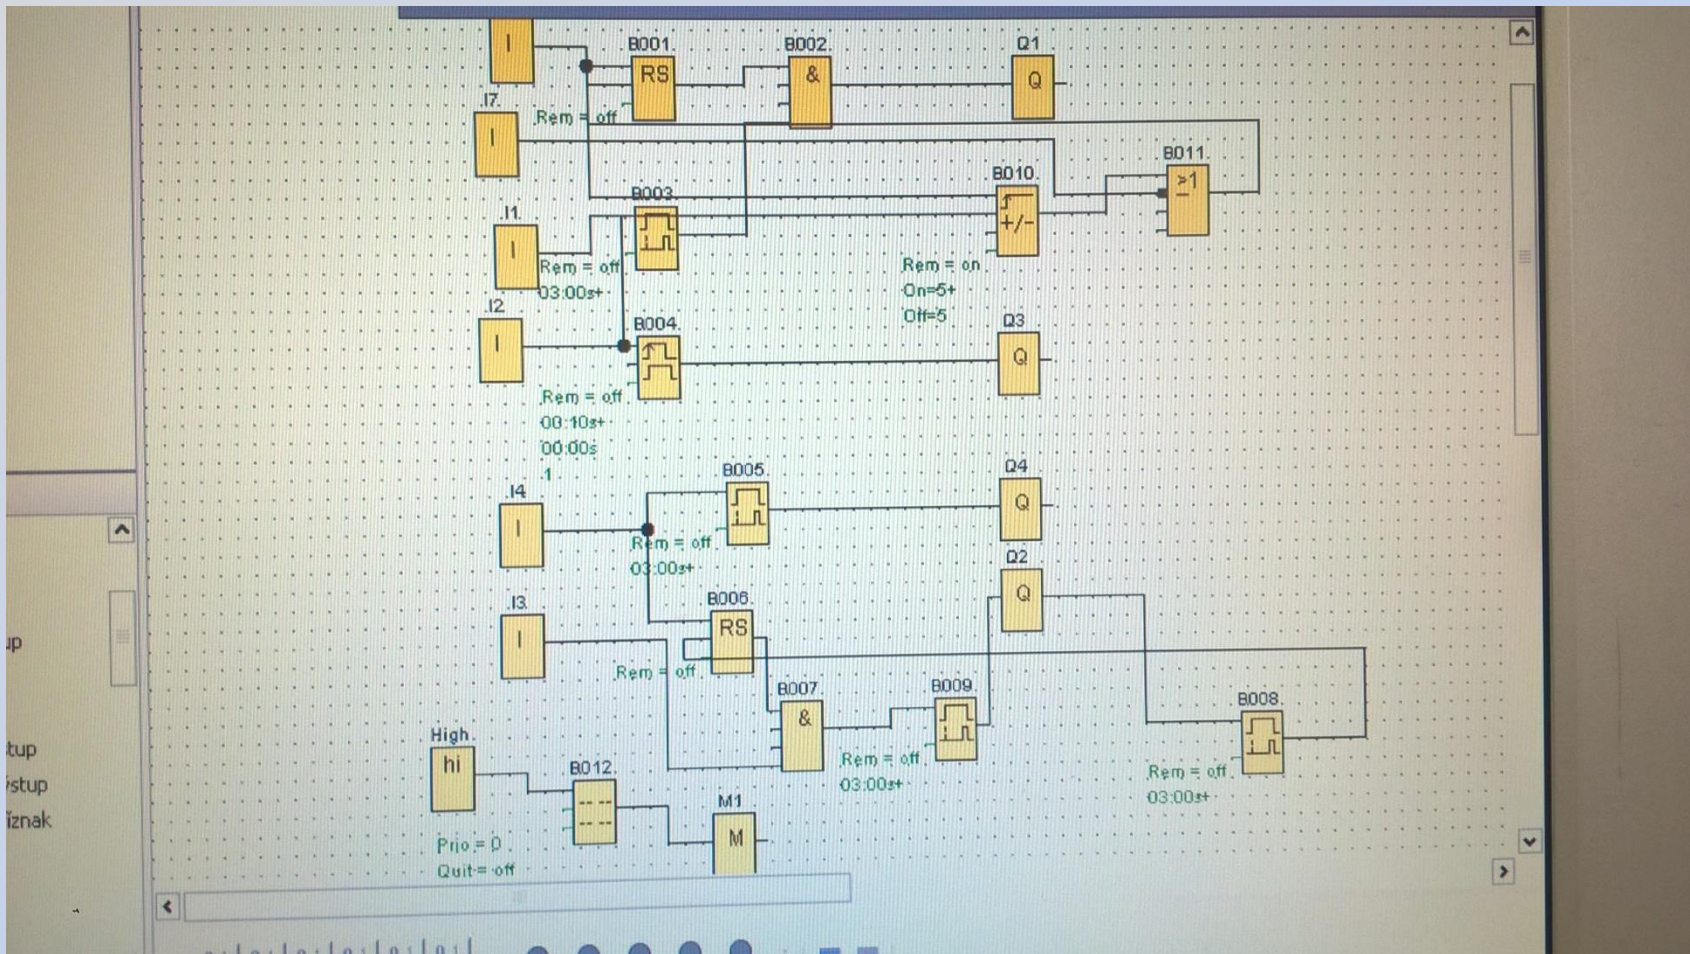 I
B001
RS
Rem = off
B002
&
Q1
Q
I7
I
B011
>1
B010
+/-
Rem = on
On=5+
Off=5
B003
Rem = off
03:00s+
I1
I
I2
I
B004
Rem = off
00:10s+
00:00s
1
Q3
Q
B005
Rem = off
03:00s+
Q4
Q
I4
I
Q2
Q
I3
I
B006
RS
Rem = off
B007
&
B009
Rem = off
03:00s+
B008
Rem = off
03:00s+
High
hi
B012
Prio = 0
Quit = off
M1
M
up
tup
ýstup
íznak